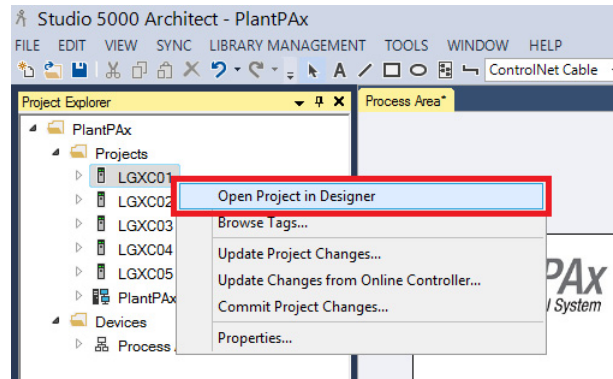 Studio 5000 Architect - PlantPAx
FILE EDIT VIEW SYNC LIBRARY MANAGEMENT TOOLS WINDOW HELP
A ControlNet Cable
Project Explorer
Process Area*
PlantPAx
Projects
LGXC01
Open Project in Designer
LGXC02
Browse Tags...
LGXC03
Update Project Changes...
LGXC04
Update Changes from Online Controller...
LGXC05
PlantPAx
Commit Project Changes...
PAx
System
Devices
Process
Properties...